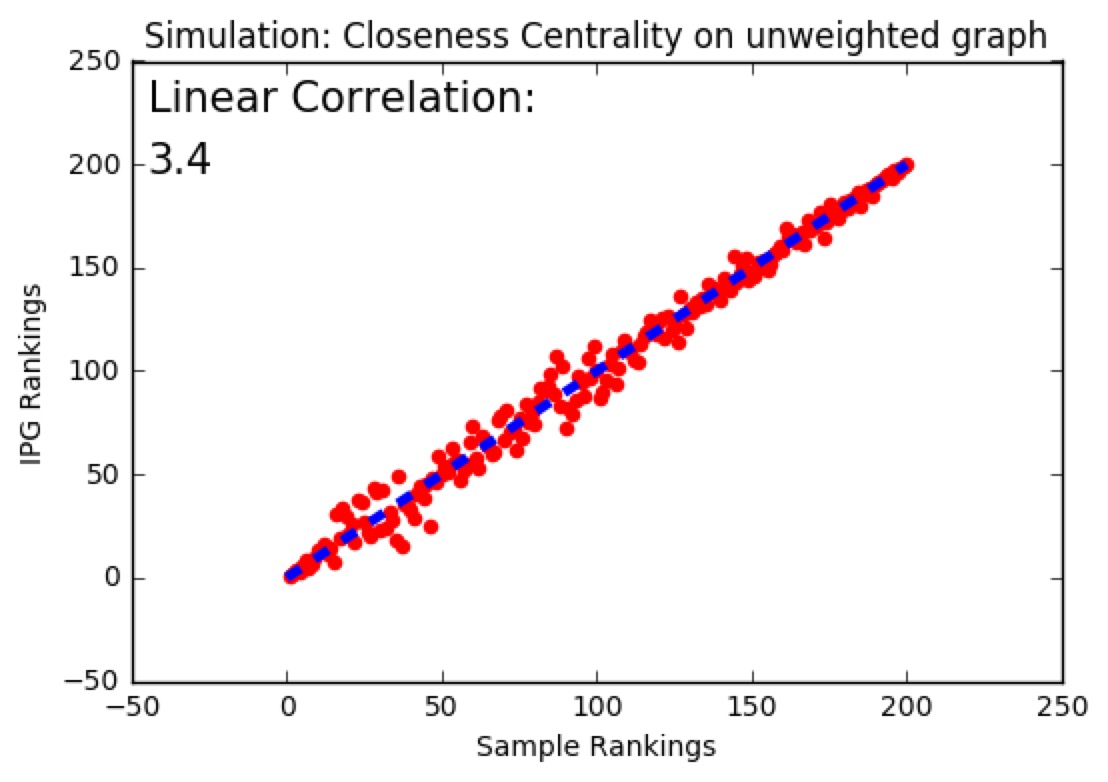 Simulation: Closeness Centrality on unweighted graph
Linear Correlation:
3.4
250
200
150
100
50
0
−50
IPG Rankings
−50 0 50 100 150 200 250
Sample Rankings